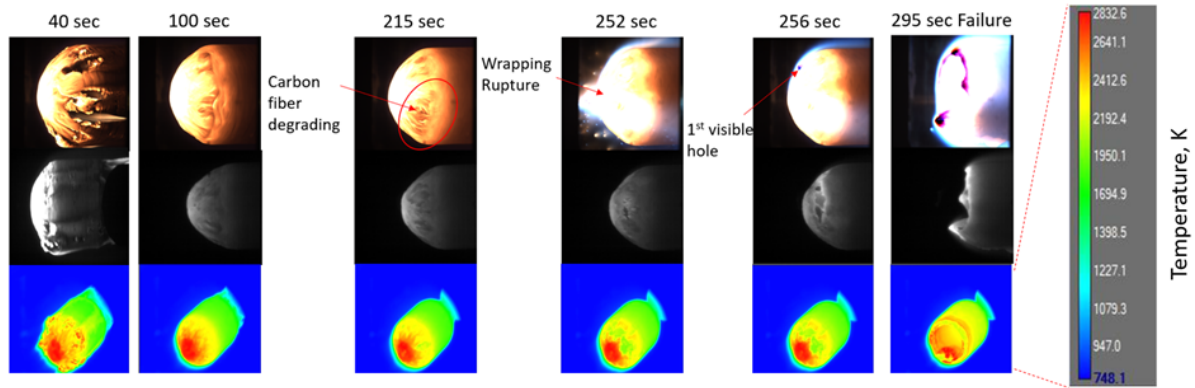 40 sec
100 sec
215 sec
252 sec
256 sec
295 sec Failure
Carbon
fiber
degrading
Wrapping
Rupture
1st visible
hole
2832.6
2641.1
2412.6
2292.4
1950.1
1694.9
1398.5
1227.1
1079.3
947.0
748.1
Temperature, K